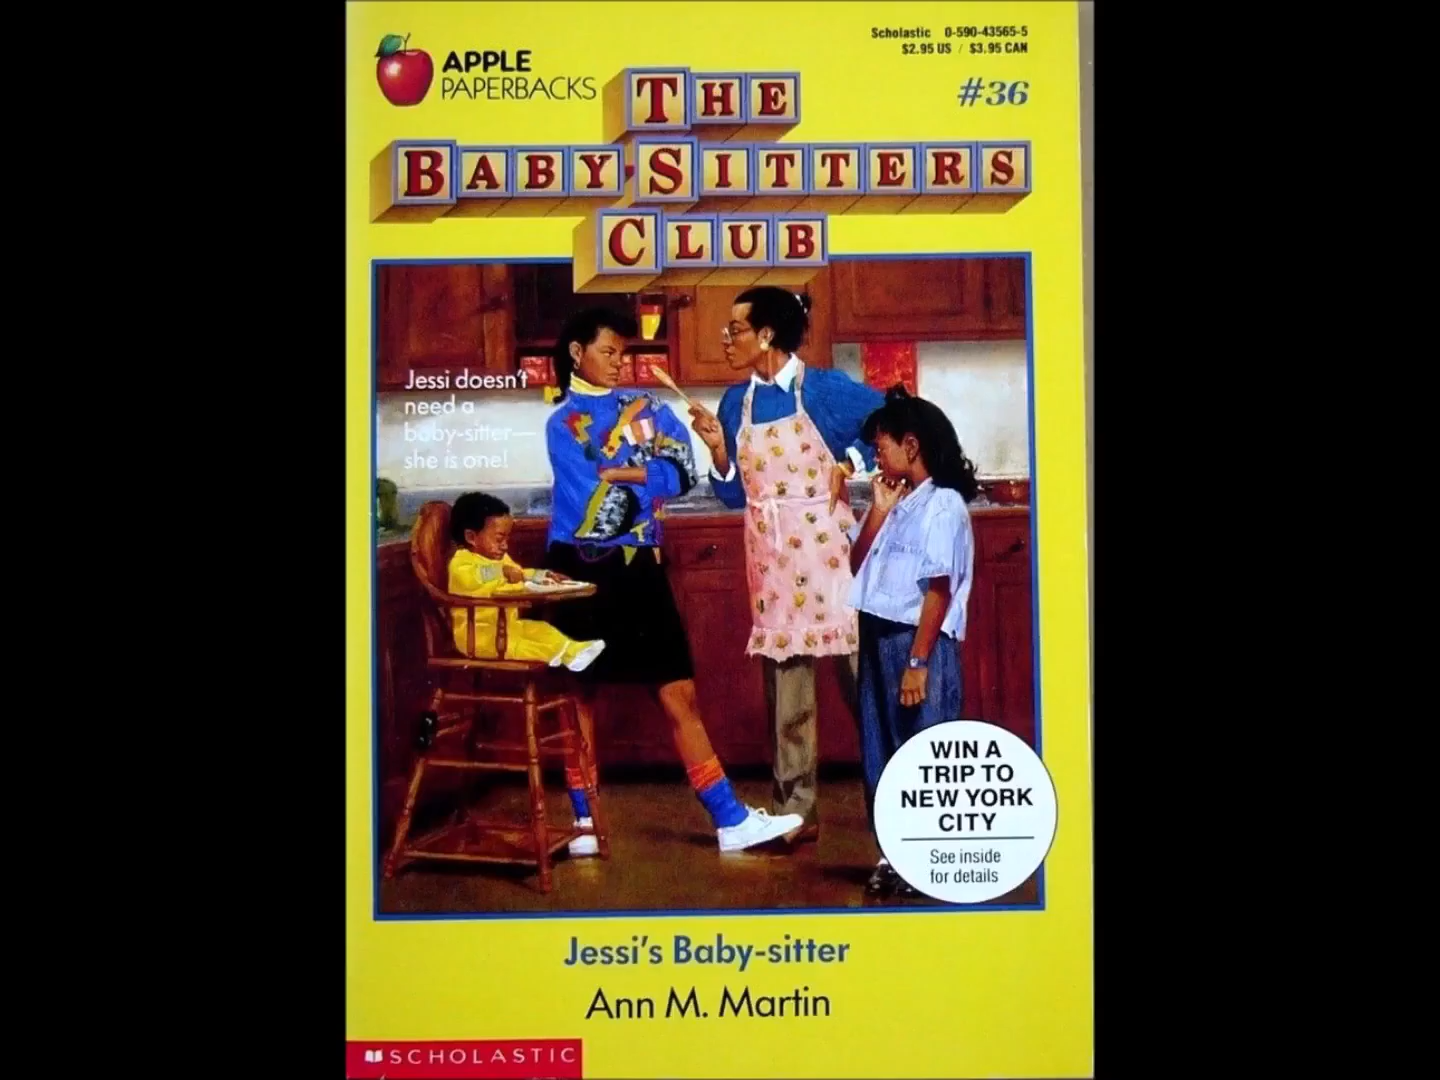 APPLE
PAPERBACKS
Scholastic 0-590-43565-5
$2.95 US / $3.95 CAN
#36
THE
BABY-SITTERS
CLUB
Jessi doesn't
need a
baby-sitter—
she is one!
WIN A
TRIP TO
NEW YORK
CITY
See inside
for details
Jessi's Baby-sitter
Ann M. Martin
SCHOLASTIC